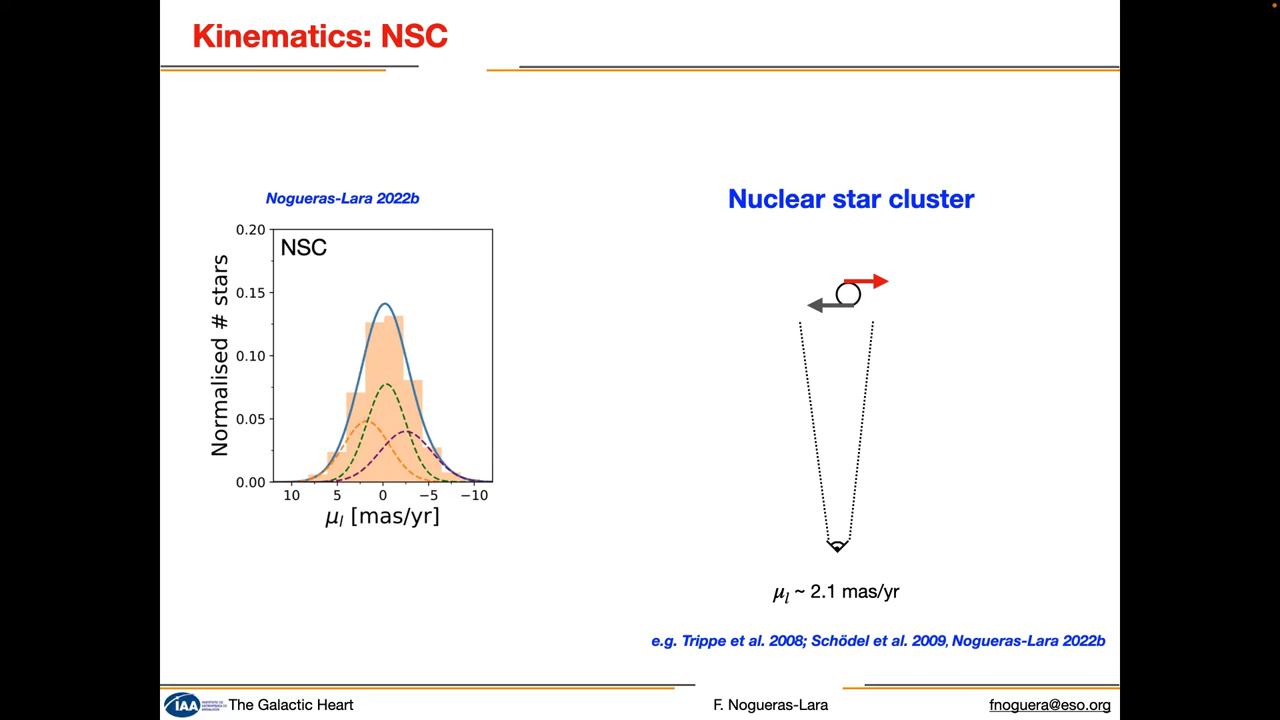 Kinematics: NSC
Nogueras-Lara 2022b
Nuclear star cluster
NSC
Normalised # stars
0.20
0.15
0.10
0.05
0.00
10 5 0 −5 −10
μl [mas/yr]
μl ~ 2.1 mas/yr
e.g. Trippe et al. 2008; Schödel et al. 2009, Nogueras-Lara 2022b
IAA
The Galactic Heart
F. Nogueras-Lara
fnoguera@eso.org